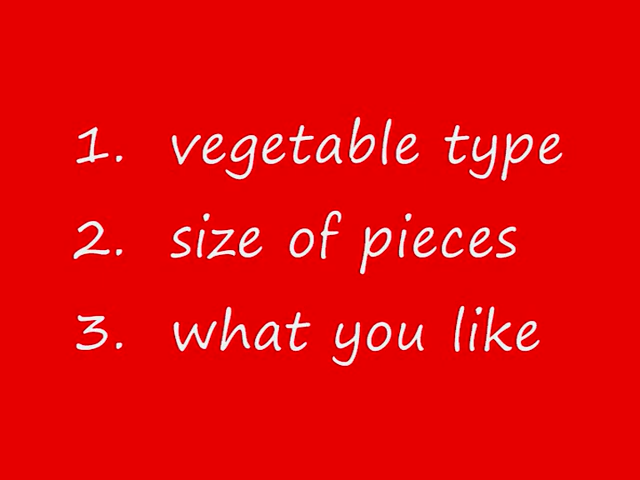 1. vegetable type
2. size of pieces
3. what you like